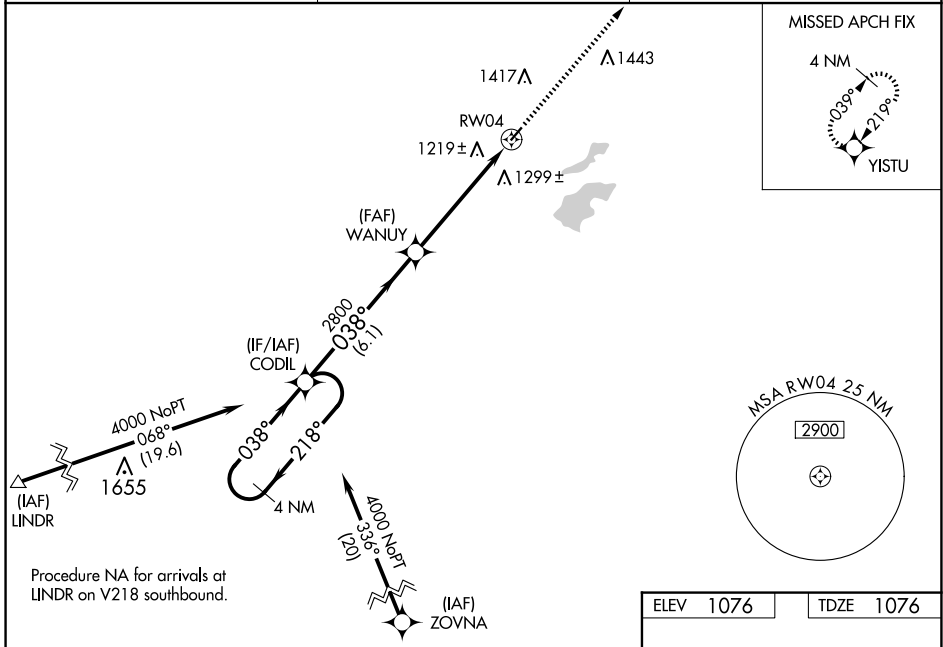 MISSED APCH FIX
4 NM
039°
219°
YISTU
1443
1417
RW04
1219±
1299±
(FAF)
WANUY
2800
038°
(6.1)
(IF/IAF)
CODIL
4000 NoPT
068°
(19.6)
1655
(IAF)
LINDR
038°
218°
4 NM
4000 NoPT
336°
(20)
(IAF)
ZOVNA
MSA RW04 25 NM
2900
Procedure NA for arrivals at
LINDR on V218 southbound.
ELEV 1076
TDZE 1076